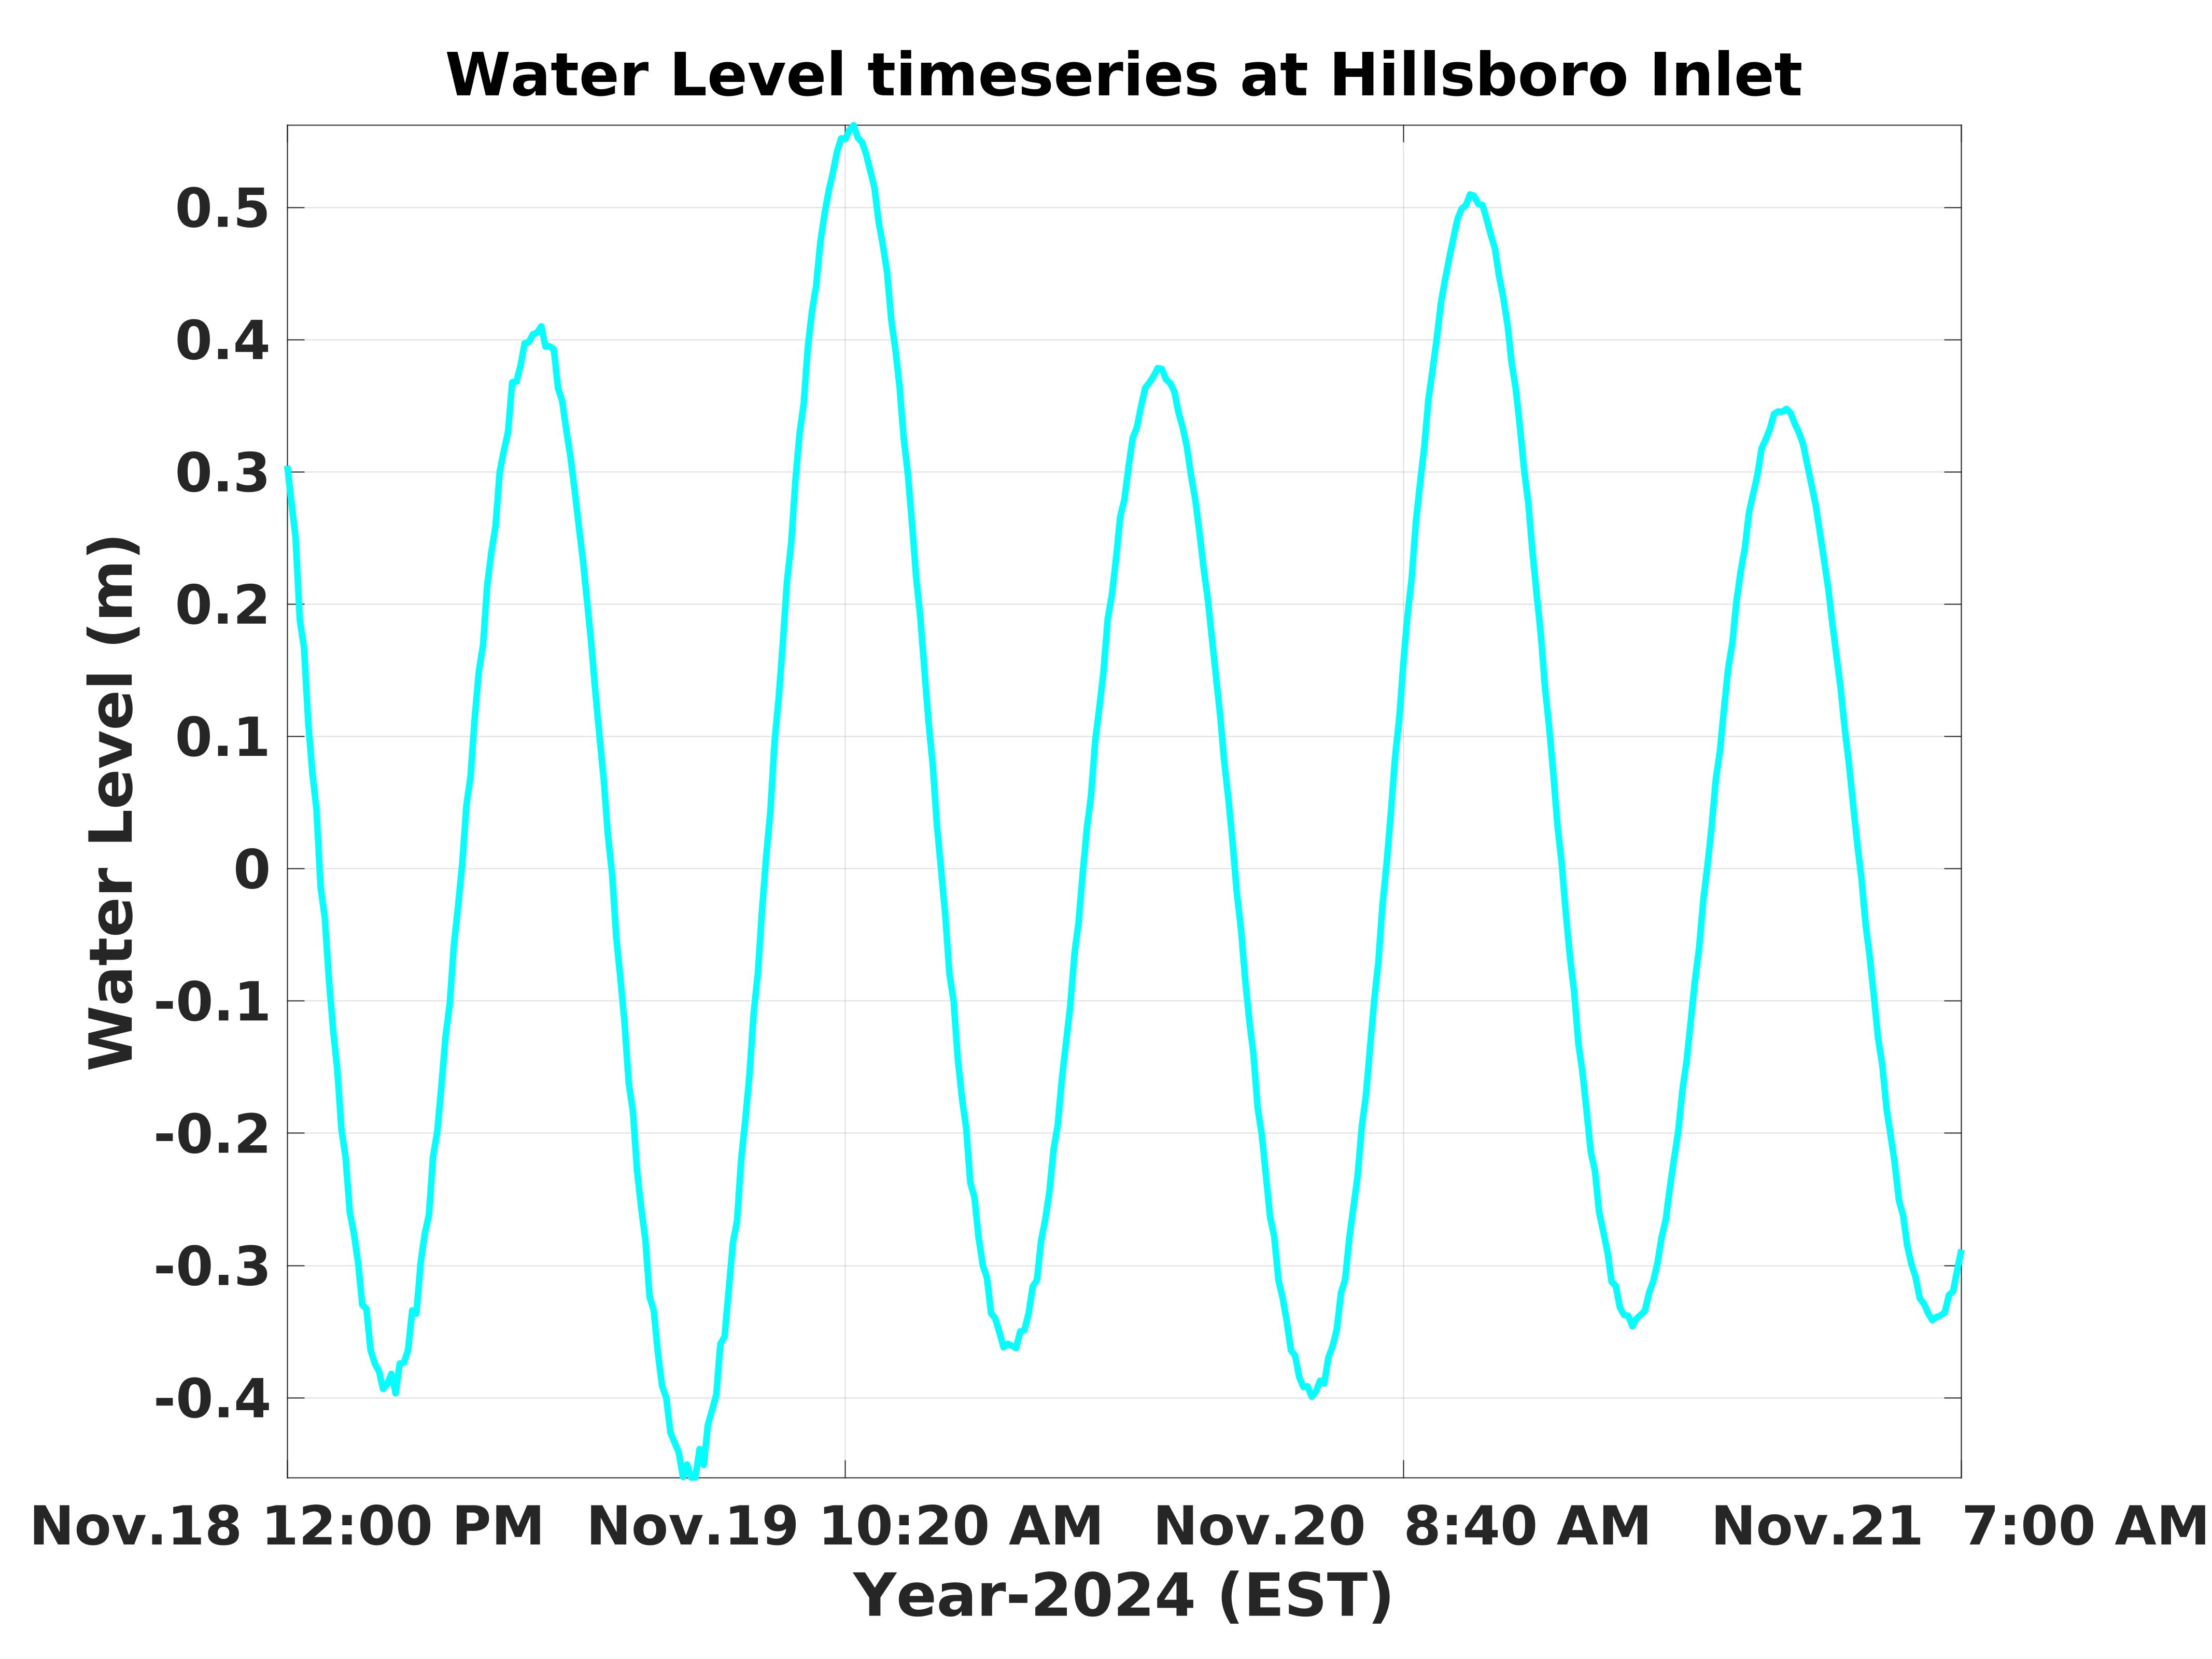 Water Level timeseries at Hillsboro Inlet
Water Level (m)
0.5
0.4
0.3
0.2
0.1
0
-0.1
-0.2
-0.3
-0.4
Nov.18 12:00 PM Nov.19 10:20 AM Nov.20 8:40 AM Nov.21 7:00 AM
Year-2024 (EST)